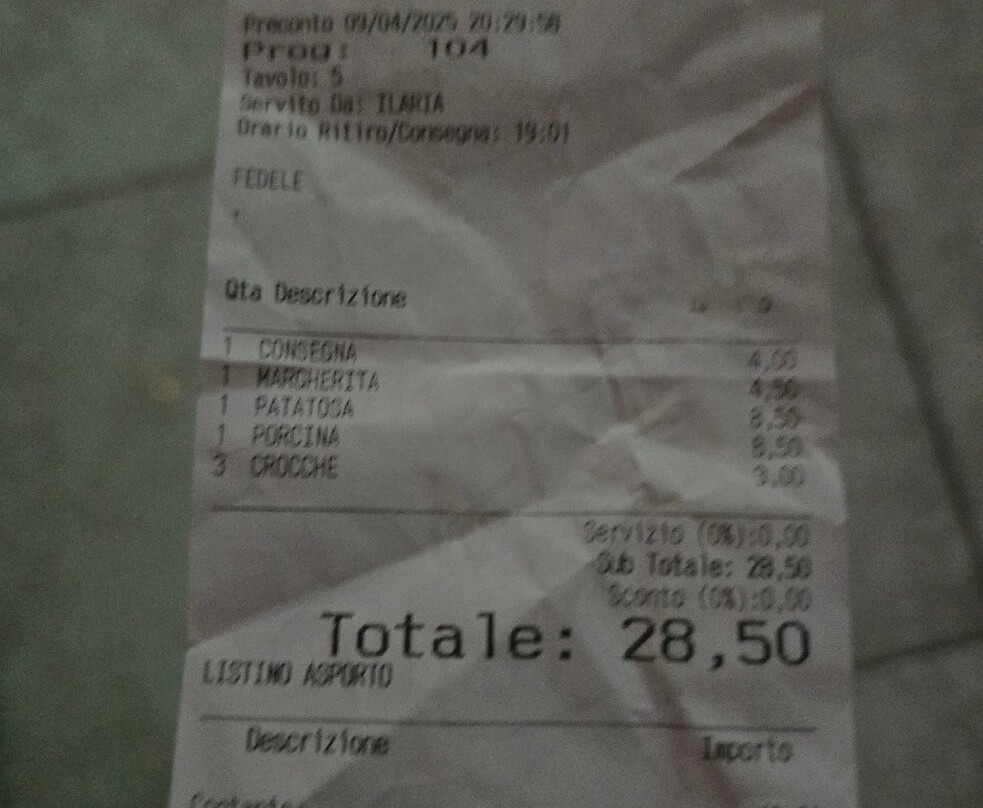 Preconto 09/04/2025 20:29:58
Prog: 104
Tavolo: 5
Servito Da: ILARIA
Orario Ritiro/Consegna: 19:01
FEDELE
,
Qta Descrizione
1 CONSEGNA 4,00
1 MARGHERITA 4,50
1 PATATOSA 8,50
1 PORCINA 8,50
3 CROCCHE 3,00
Servizio (0%):0,00
Sub Totale: 28,50
Sconto (0%):0,00
Totale: 28,50
LISTINO ASPORTO
Descrizione Importo